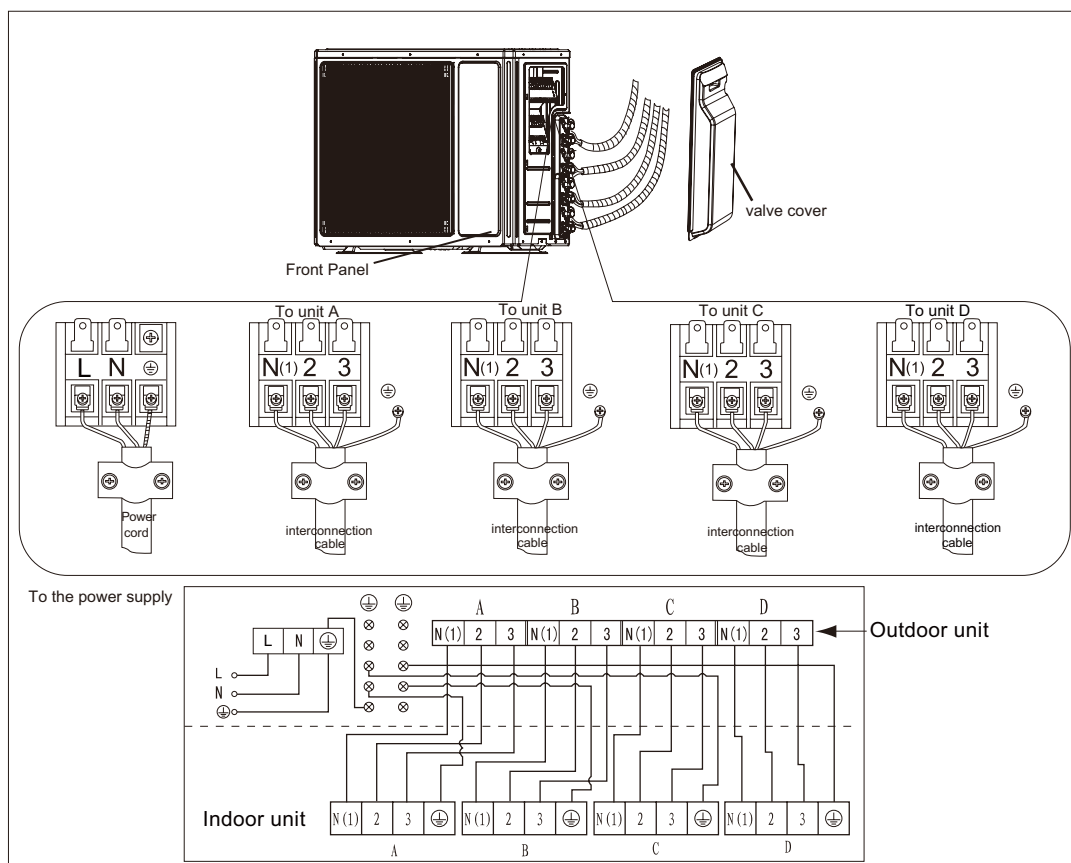 valve cover
Front Panel
To unit A To unit B To unit C To unit D
L N ⏚ N(1) 2 3 ⏚ N(1) 2 3 ⏚ N(1) 2 3 ⏚ N(1) 2 3 ⏚
Power
cord
interconnection
cable
interconnection
cable
interconnection
cable
interconnection
cable
To the power supply
⏚ ⏚
A B C D
N(1) 2 3 N(1) 2 3 N(1) 2 3 N(1) 2 3
Outdoor unit
L N ⏚
L
N
⏚
Indoor unit
N(1) 2 3 ⏚ N(1) 2 3 ⏚ N(1) 2 3 ⏚ N(1) 2 3 ⏚
A B C D